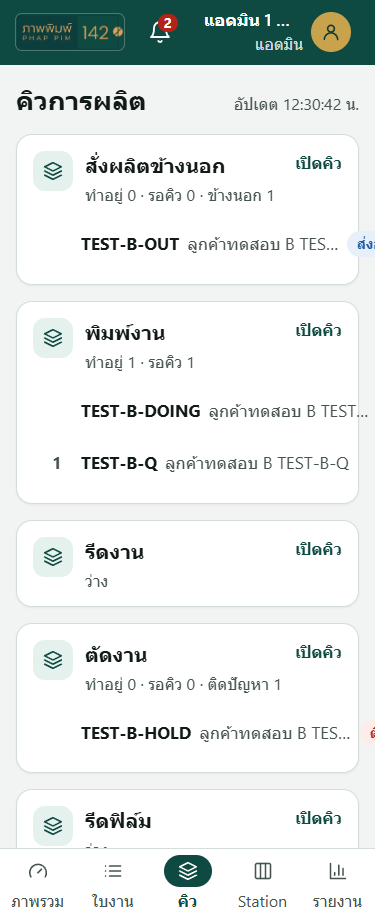 ภาพพิมพ์
PHAP PIM
142
2
แอดมิน 1 ...
แอดมิน
คิวการผลิต
อัปเดต 12:30:42 น.
สั่งผลิตข้างนอก
เปิดคิว
ทำอยู่ 0 · รอคิว 0 · ข้างนอก 1
TEST-B-OUT ลูกค้าทดสอบ B TES...
พิมพ์งาน
เปิดคิว
ทำอยู่ 1 · รอคิว 1
TEST-B-DOING ลูกค้าทดสอบ B TEST...
1 TEST-B-Q ลูกค้าทดสอบ B TEST-B-Q
รีดงาน
เปิดคิว
ว่าง
ตัดงาน
เปิดคิว
ทำอยู่ 0 · รอคิว 0 · ติดปัญหา 1
TEST-B-HOLD ลูกค้าทดสอบ B TES...
รีดฟิล์ม
เปิดคิว
ภาพรวม
ใบงาน
คิว
Station
รายงาน